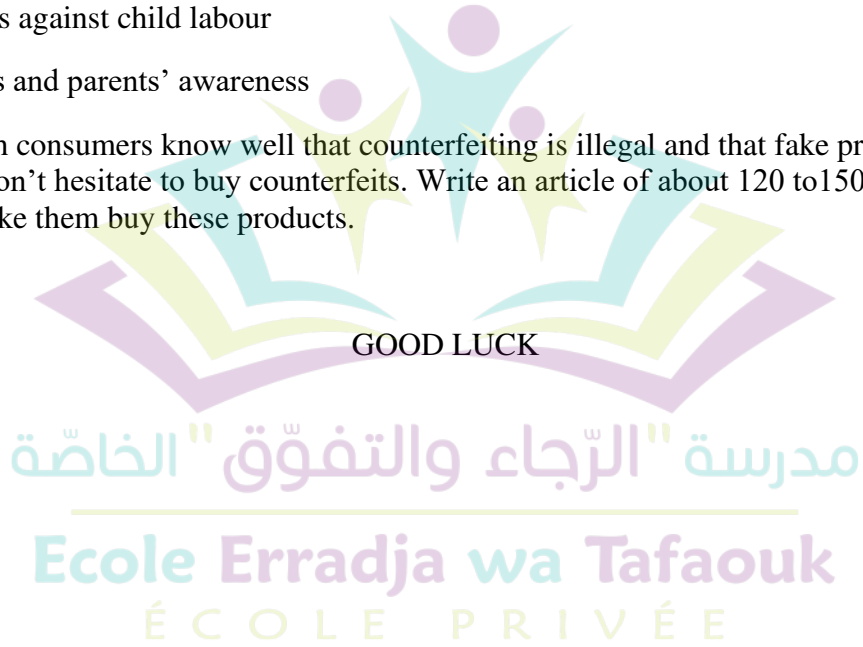 s against child labour
s and parents’ awareness
n consumers know well that counterfeiting is illegal and that fake pr
on’t hesitate to buy counterfeits. Write an article of about 120 to150
ke them buy these products.
GOOD LUCK
مدرسة "الرّجاء والتفوّق" الخاصّة
Ecole Erradja wa Tafaouk
ÉCOLE PRIVÉE